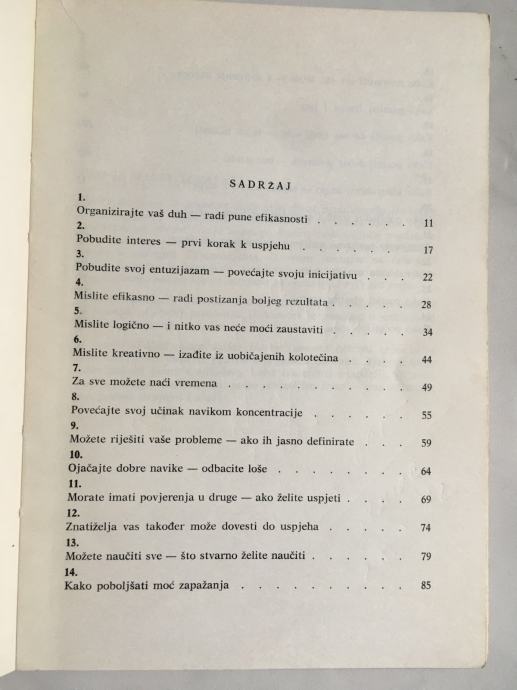 SADRŽAJ
1.
Organizirajte vaš duh — radi pune efikasnosti . . . . . 11
2.
Pobudite interes — prvi korak k uspjehu . . . . . . 17
3.
Pobudite svoj entuzijazam — povećajte svoju inicijativu . . . 22
4.
Mislite efikasno — radi postizanja boljeg rezultata . . . . 28
5.
Mislite logično — i nitko vas neće moći zaustaviti . . . . 34
6.
Mislite kreativno — izađite iz uobičajenih kolotečina . . . . 44
7.
Za sve možete naći vremena . . . . . . . . . 49
8.
Povećajte svoj učinak navikom koncentracije . . . . . 55
9.
Možete riješiti vaše probleme — ako ih jasno definirate . . . 59
10.
Ojačajte dobre navike — odbacite loše . . . . . . 64
11.
Morate imati povjerenja u druge — ako želite uspjeti . . . . 69
12.
Znatiželja vas također može dovesti do uspjeha . . . . 74
13.
Možete naučiti sve — što stvarno želite naučiti . . . . . 79
14.
Kako poboljšati moć zapažanja . . . . . . . . . 85